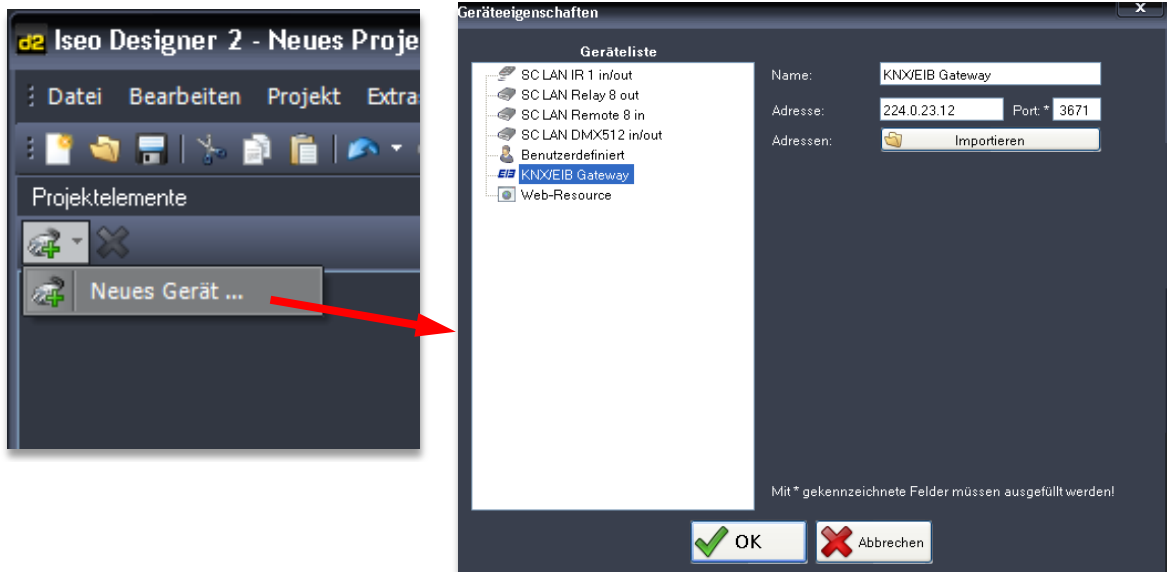 d2 Iseo Designer 2 - Neues Proje
Datei Bearbeiten Projekt Extra
Projektelemente
Neues Gerät ...
Geräteeigenschaften
x
Geräteliste
SC LAN IR 1 in/out
SC LAN Relay 8 out
SC LAN Remote 8 in
SC LAN DMX512 in/out
Benutzerdefiniert
EIB KNX/EIB Gateway
Web-Resource
Name: KNX/EIB Gateway
Adresse: 224.0.23.12 Port: * 3671
Adressen: Importieren
Mit * gekennzeichnete Felder müssen ausgefüllt werden!
OK Abbrechen